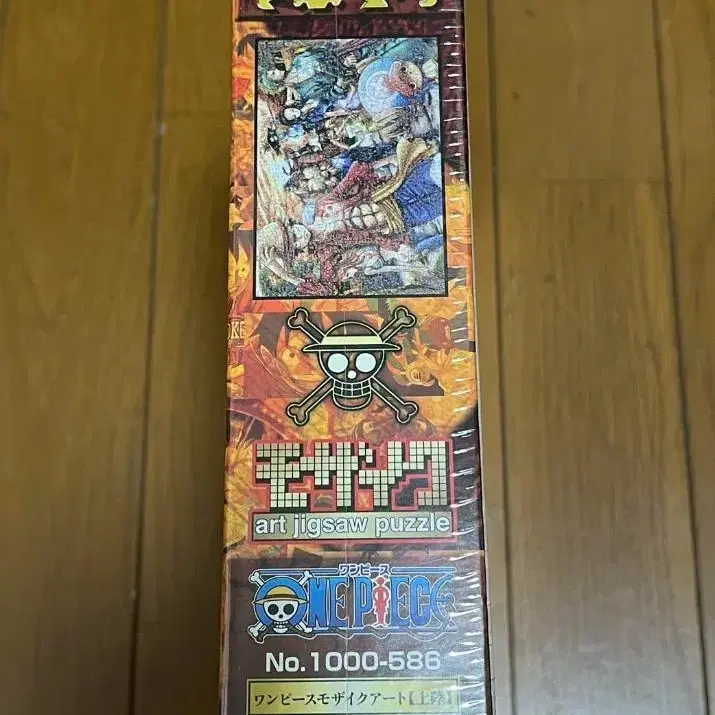 モザイク
art jigsaw puzzle
ワンピース
ONE PIECE
No.1000-586
ワンピースモザイクアート【上陸】